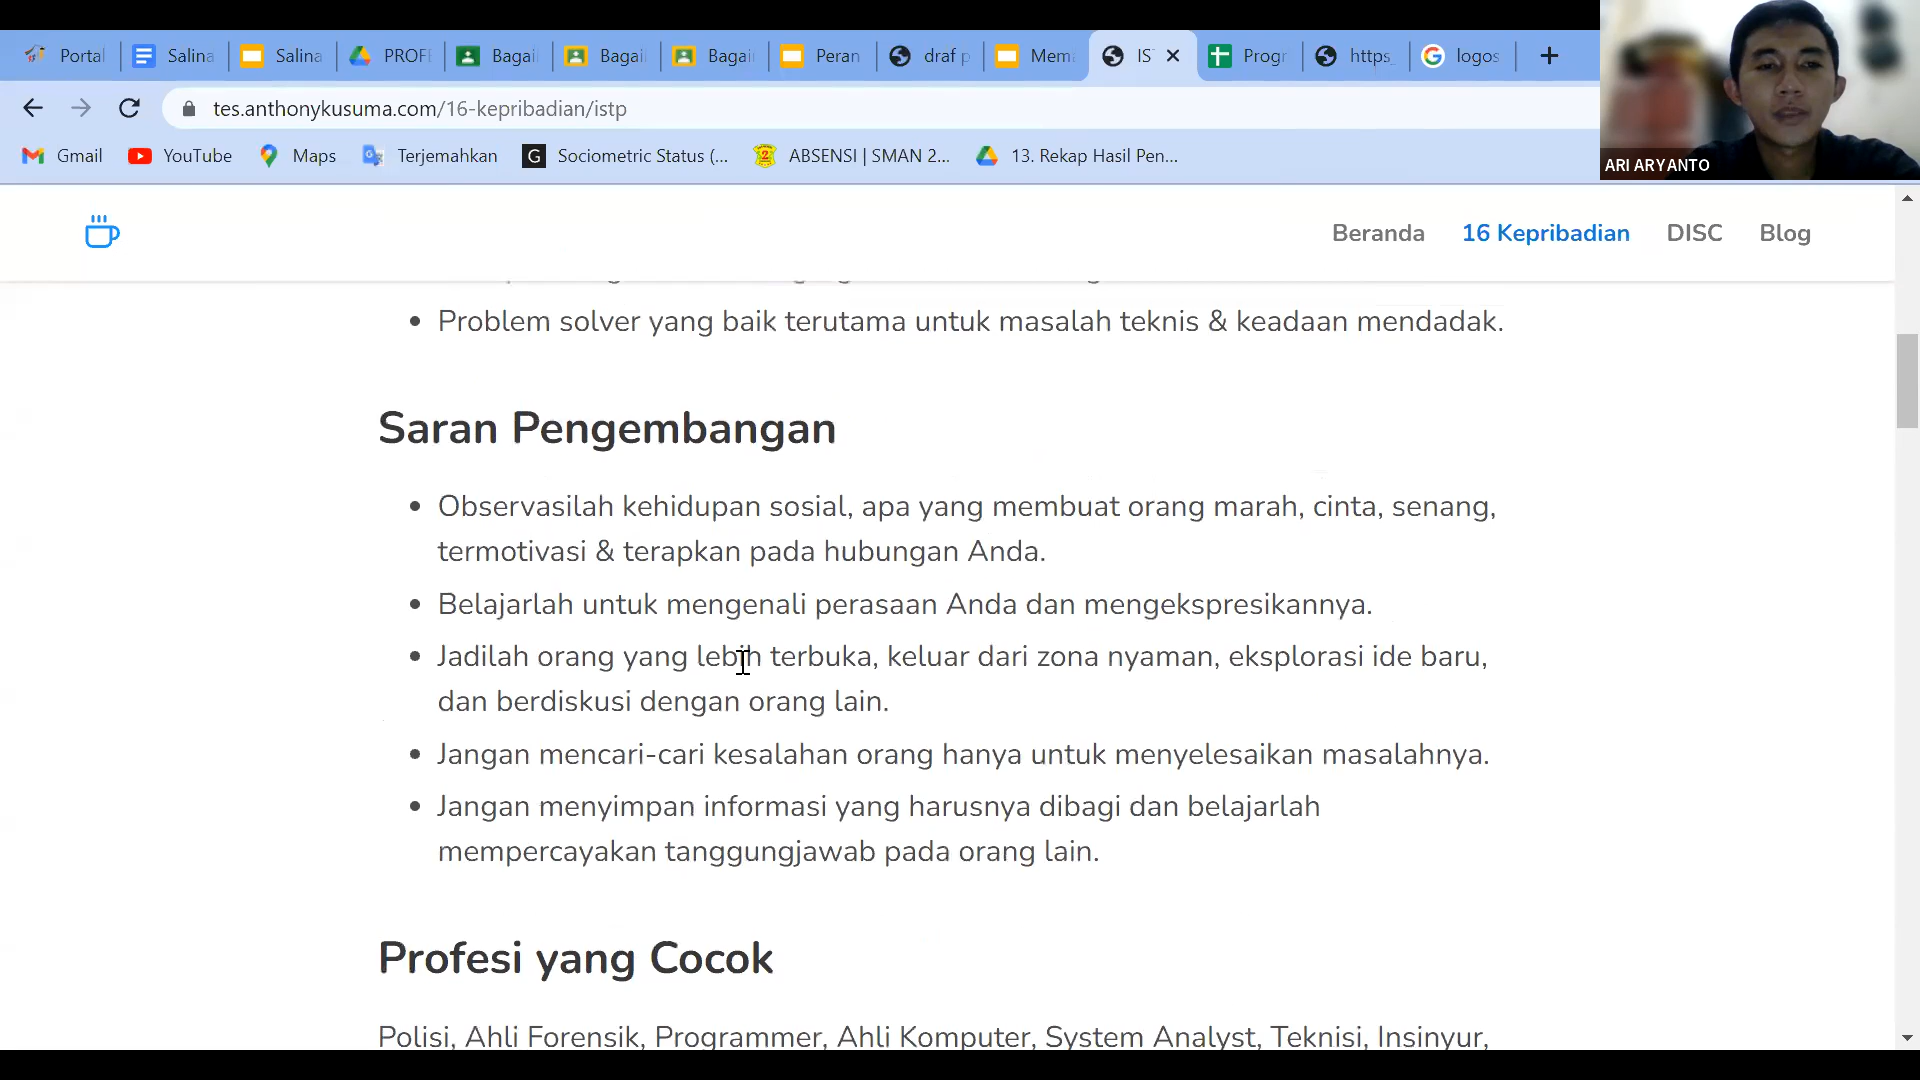 Portal
Salina
Salina
PROFI
Bagai
Bagai
Bagai
Peran
draf p
Mem
IS
Progr
https
logos
tes.anthonykusuma.com/16-kepribadian/istp
Gmail
YouTube
Maps
Terjemahkan
G
Sociometric Status (...
ABSENSI | SMAN 2...
13. Rekap Hasil Pen...
ARI ARYANTO
Beranda
16 Kepribadian
DISC
Blog
• Problem solver yang baik terutama untuk masalah teknis & keadaan mendadak.
Saran Pengembangan
• Observasilah kehidupan sosial, apa yang membuat orang marah, cinta, senang,
termotivasi & terapkan pada hubungan Anda.
• Belajarlah untuk mengenali perasaan Anda dan mengekspresikannya.
• Jadilah orang yang lebih terbuka, keluar dari zona nyaman, eksplorasi ide baru,
dan berdiskusi dengan orang lain.
• Jangan mencari-cari kesalahan orang hanya untuk menyelesaikan masalahnya.
• Jangan menyimpan informasi yang harusnya dibagi dan belajarlah
mempercayakan tanggungjawab pada orang lain.
Profesi yang Cocok
Polisi, Ahli Forensik, Programmer, Ahli Komputer, System Analyst, Teknisi, Insinyur,